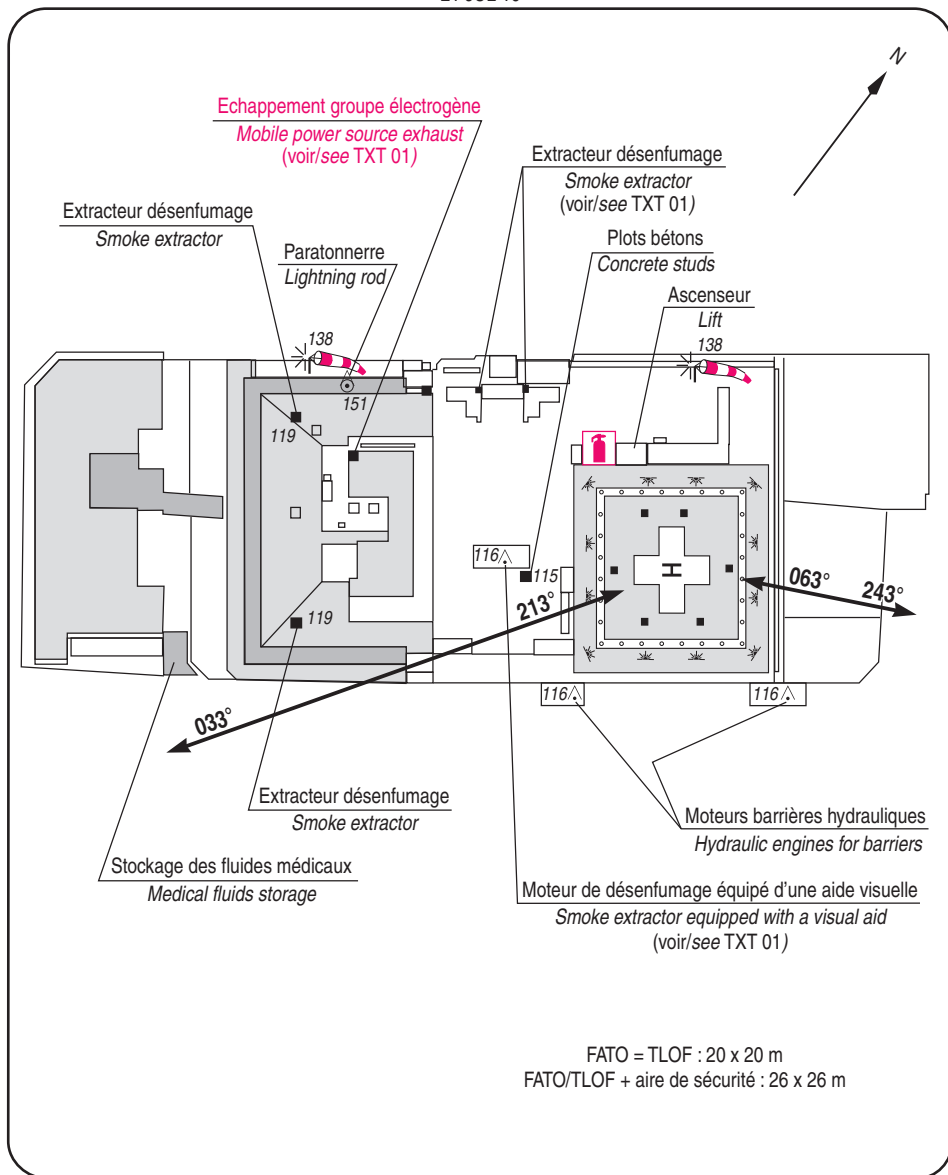 N
Echappement groupe électrogène
Mobile power source exhaust
(voir/see TXT 01)
Extracteur désenfumage
Smoke extractor
(voir/see TXT 01)
Extracteur désenfumage
Smoke extractor
Paratonnerre
Lightning rod
Plots bétons
Concrete studs
Ascenseur
Lift
138
138
151
119
116
115
H
063°
243°
213°
119
033°
116
116
Extracteur désenfumage
Smoke extractor
Moteurs barrières hydrauliques
Hydraulic engines for barriers
Stockage des fluides médicaux
Medical fluids storage
Moteur de désenfumage équipé d'une aide visuelle
Smoke extractor equipped with a visual aid
(voir/see TXT 01)
FATO = TLOF : 20 x 20 m
FATO/TLOF + aire de sécurité : 26 x 26 m